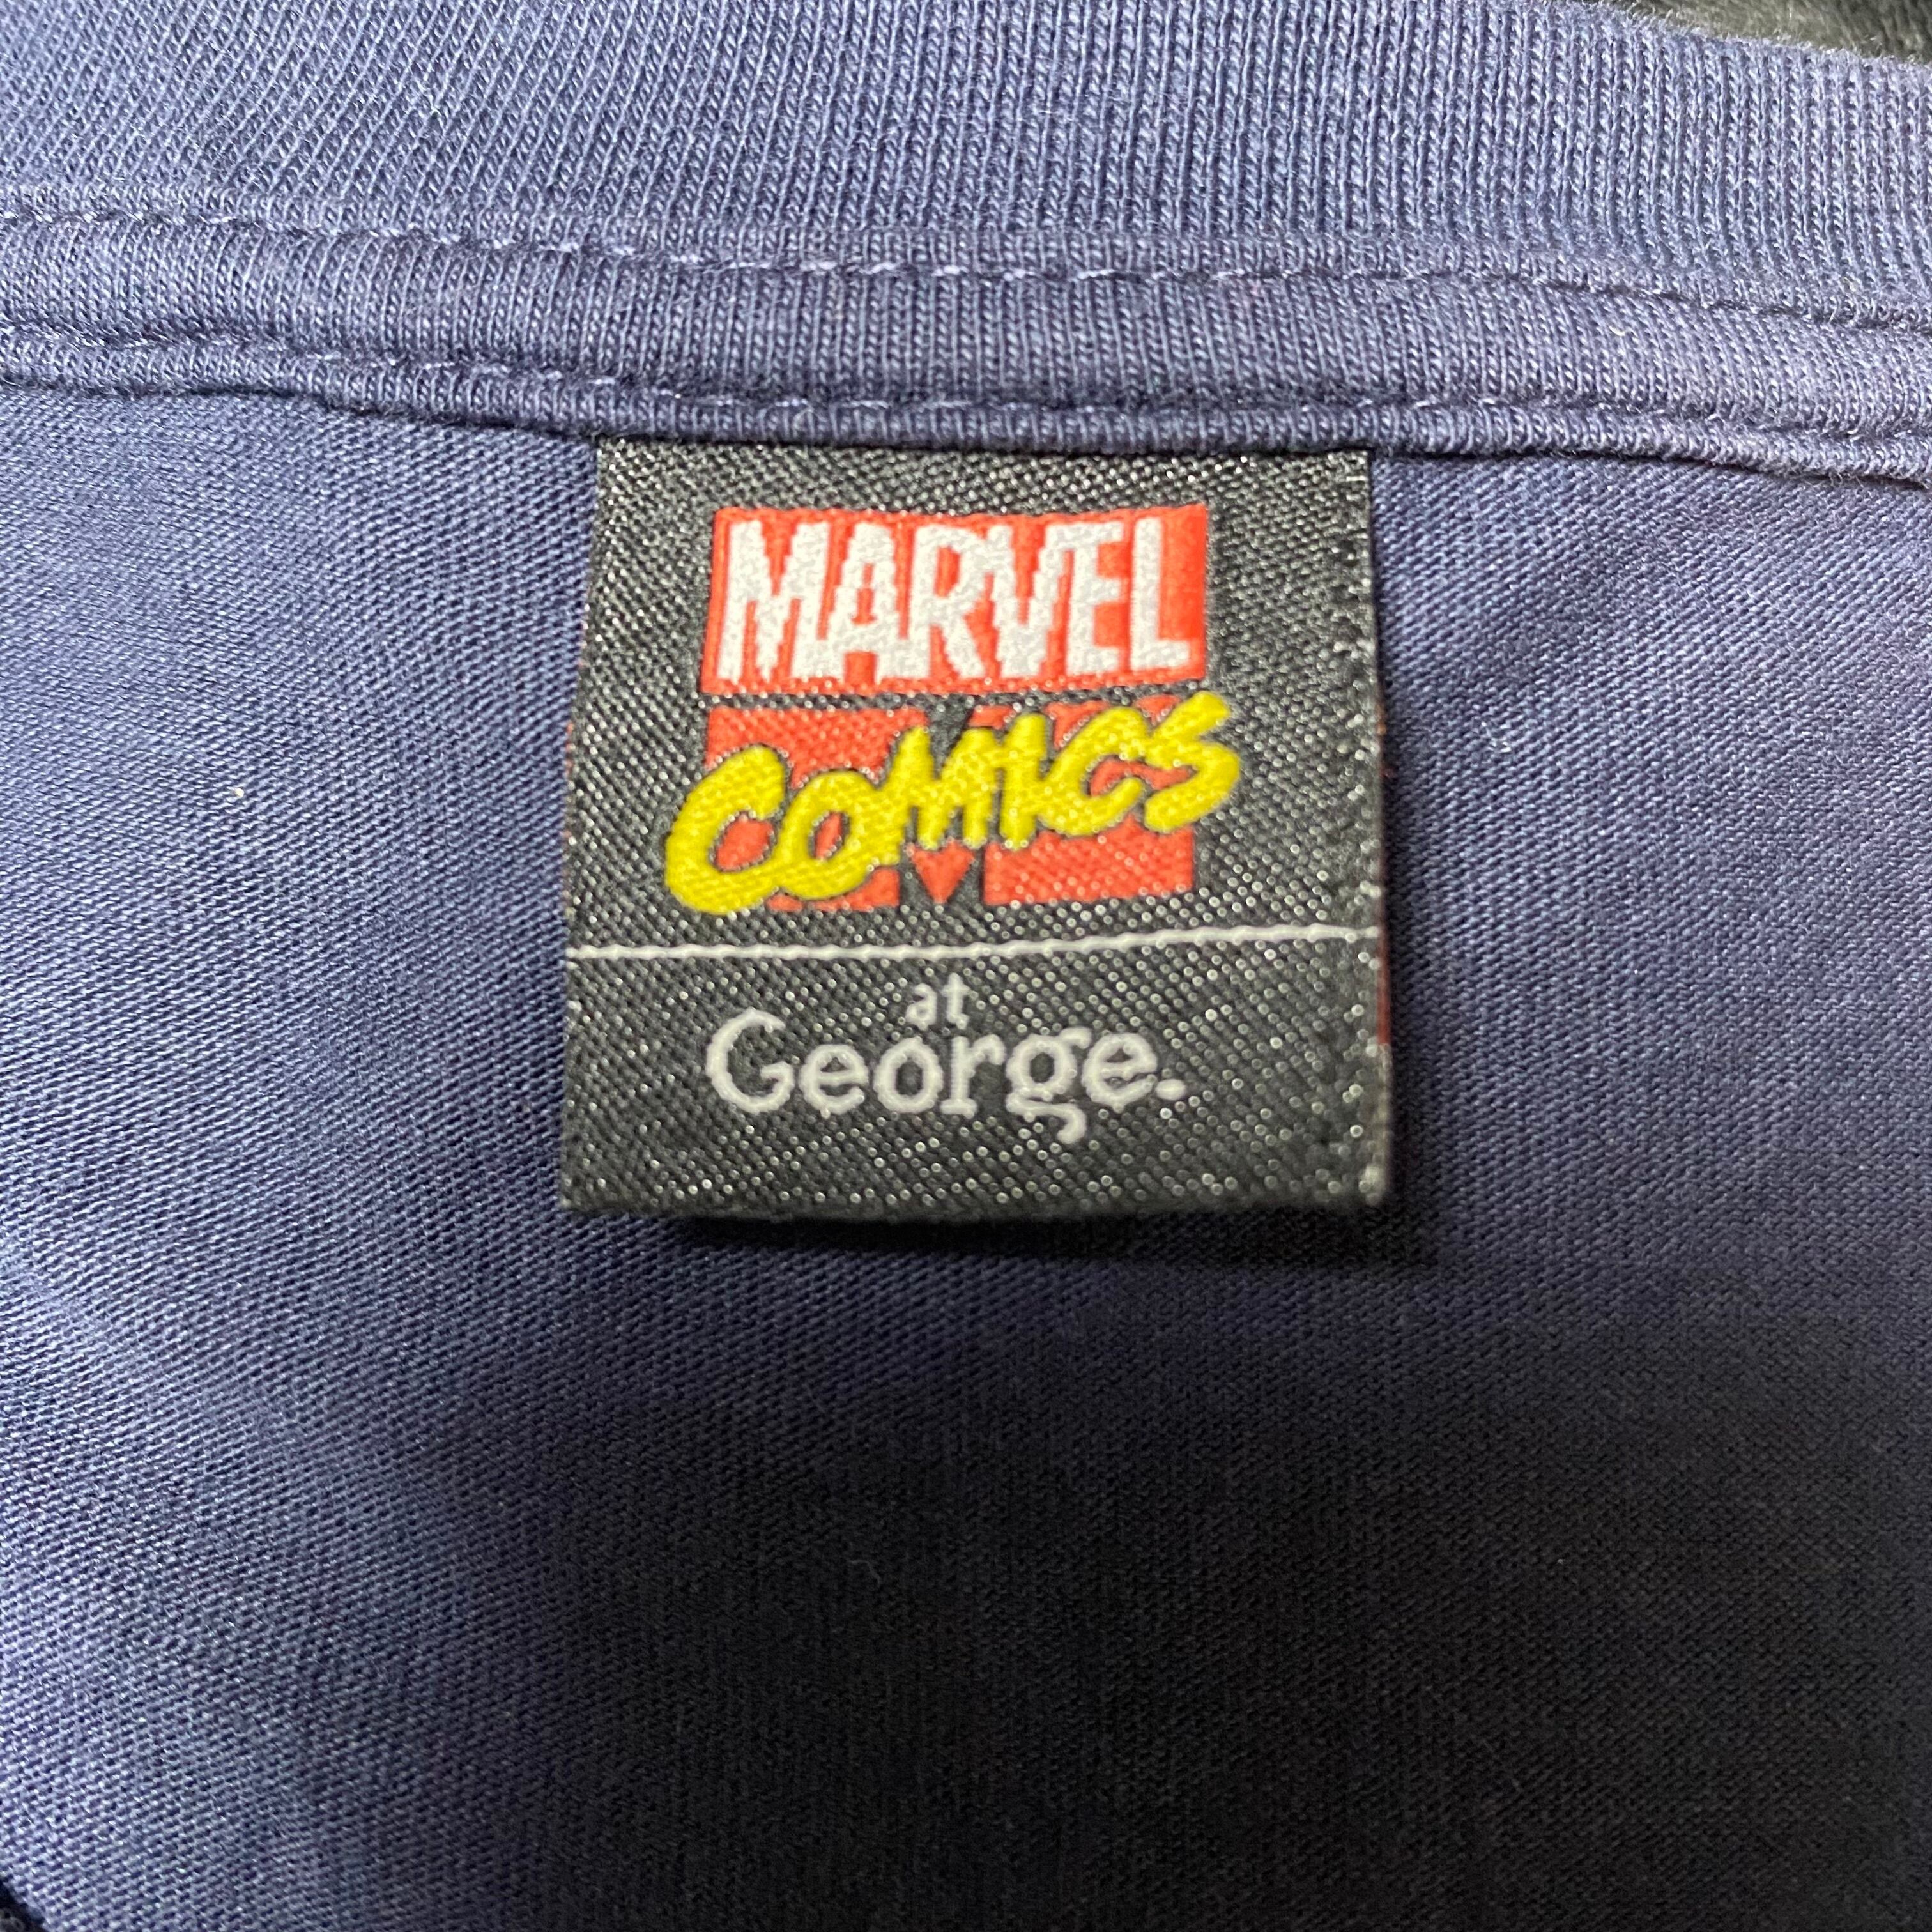 MARVEL
COMICS
at
George.